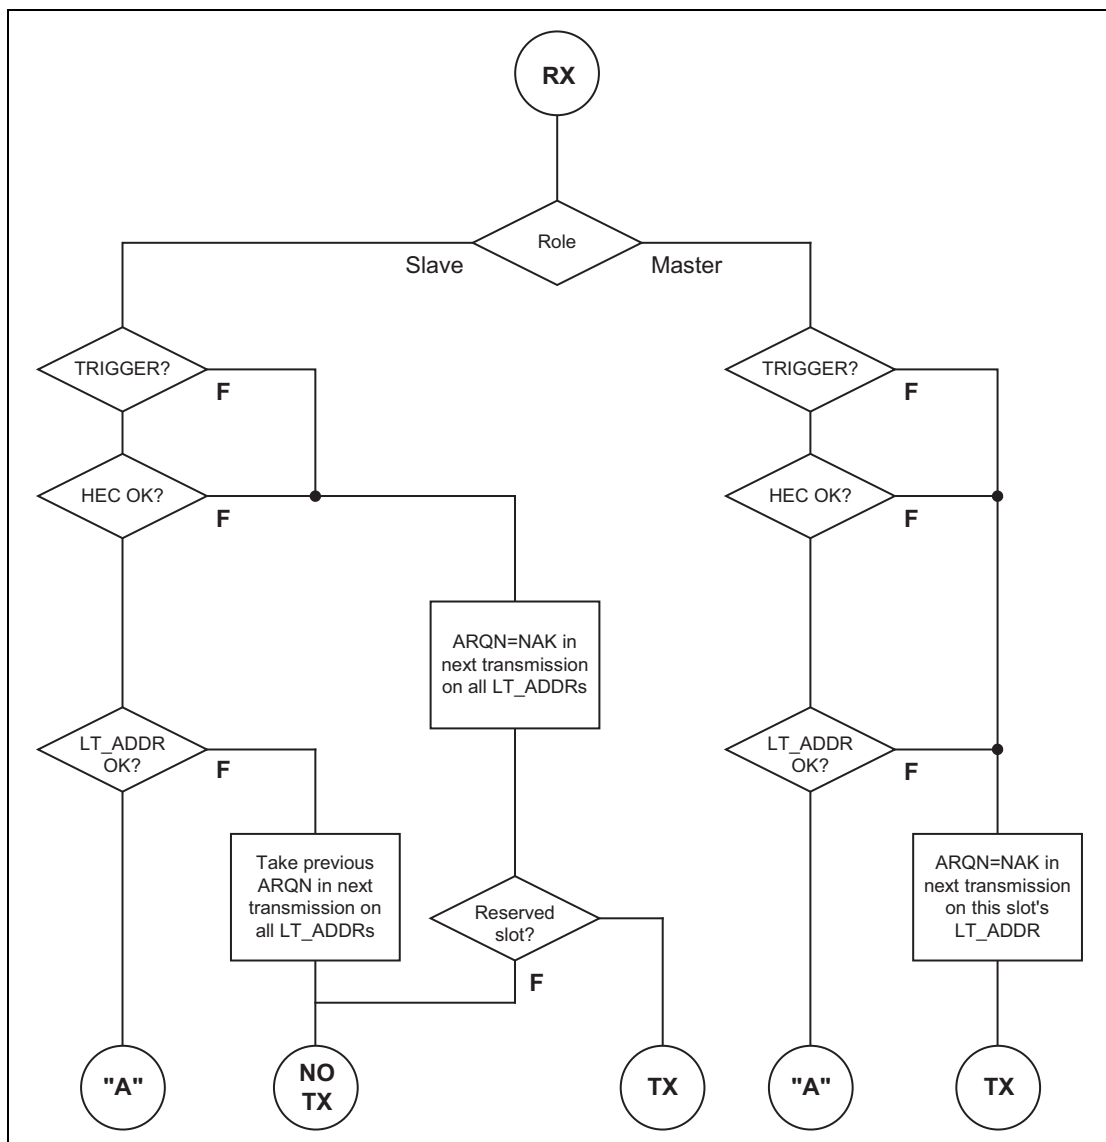 RX
Role
Slave
Master
TRIGGER?
F
TRIGGER?
F
HEC OK?
F
HEC OK?
F
ARQN=NAK in
next transmission
on all LT_ADDRs
LT_ADDR
OK?
F
LT_ADDR
OK?
F
Take previous
ARQN in next
transmission on
all LT_ADDRs
Reserved
slot?
F
ARQN=NAK in
next transmission
on this slot's
LT_ADDR
"A"
NO
TX
TX
"A"
TX